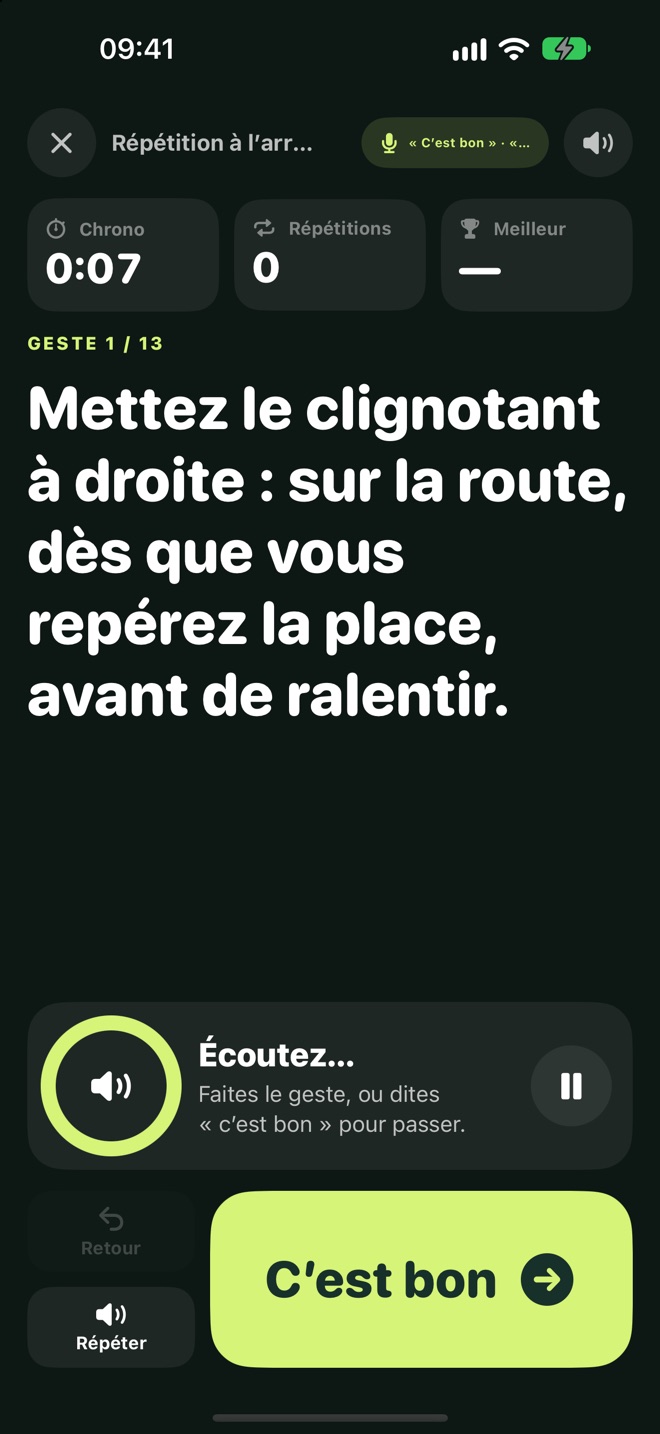 09:41
Répétition à l’arr...
« C’est bon » · «...
Chrono
0:07
Répétitions
0
Meilleur
—
GESTE 1 / 13
Mettez le clignotant
à droite : sur la route,
dès que vous
repérez la place,
avant de ralentir.
Écoutez...
Faites le geste, ou dites
« c’est bon » pour passer.
Retour
Répéter
C’est bon